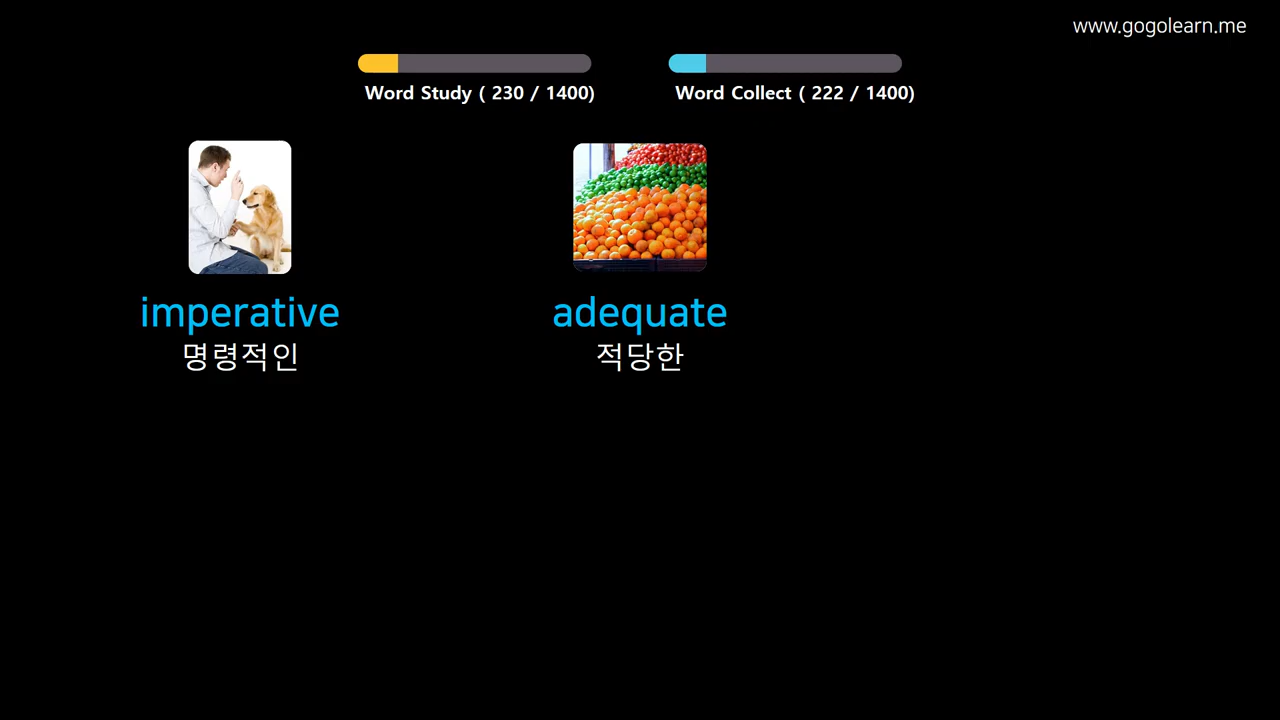 www.gogolearn.me
Word Study ( 230 / 1400)
Word Collect ( 222 / 1400)
imperative
명령적인
adequate
적당한